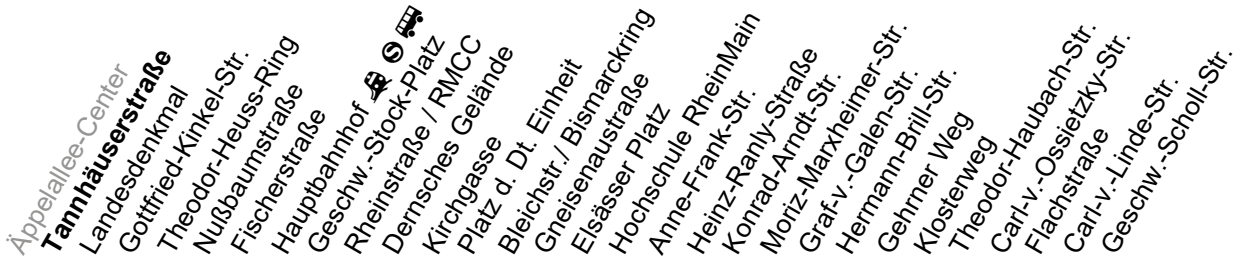 Äppelallee-Center
Tannhäuserstraße
Landesdenkmal
Gottfried-Kinkel-Str.
Theodor-Heuss-Ring
Nußbaumstraße
Fischerstraße
Hauptbahnhof
Geschw.-Stock-Platz
Rheinstraße / RMCC
Dernsches Gelände
Kirchgasse
Platz d. Dt. Einheit
Bleichstr./ Bismarckring
Gneisenaustraße
Elsässer Platz
Hochschule RheinMain
Anne-Frank-Str.
Heinz-Ranly-Straße
Konrad-Arndt-Str.
Moriz-Marxheimer-Str.
Graf-v.-Galen-Str.
Hermann-Brill-Str.
Gehrner Weg
Klosterweg
Theodor-Haubach-Str.
Carl-v.-Ossietzky-Str.
Flachstraße
Carl-v.-Linde-Str.
Geschw.-Scholl-Str.